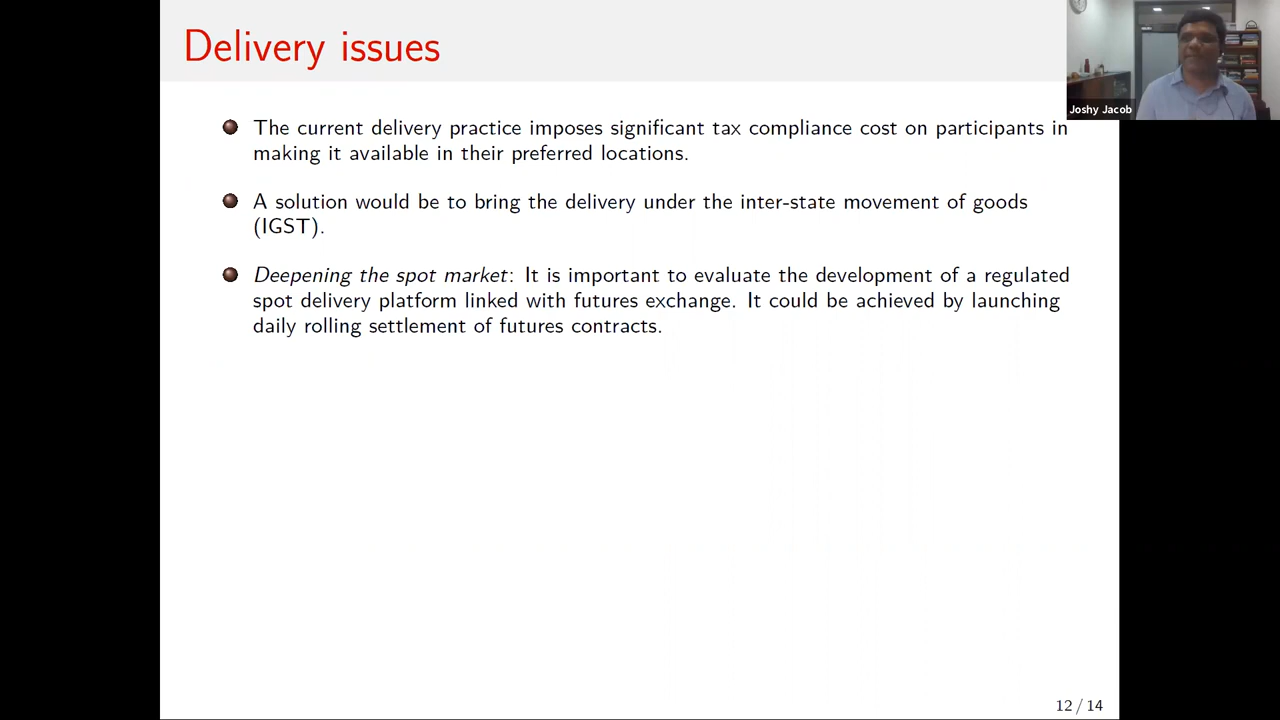 Delivery issues
Joshy Jacob
The current delivery practice imposes significant tax compliance cost on participants in
making it available in their preferred locations.
A solution would be to bring the delivery under the inter-state movement of goods
(IGST).
Deepening the spot market: It is important to evaluate the development of a regulated
spot delivery platform linked with futures exchange. It could be achieved by launching
daily rolling settlement of futures contracts.
12 / 14